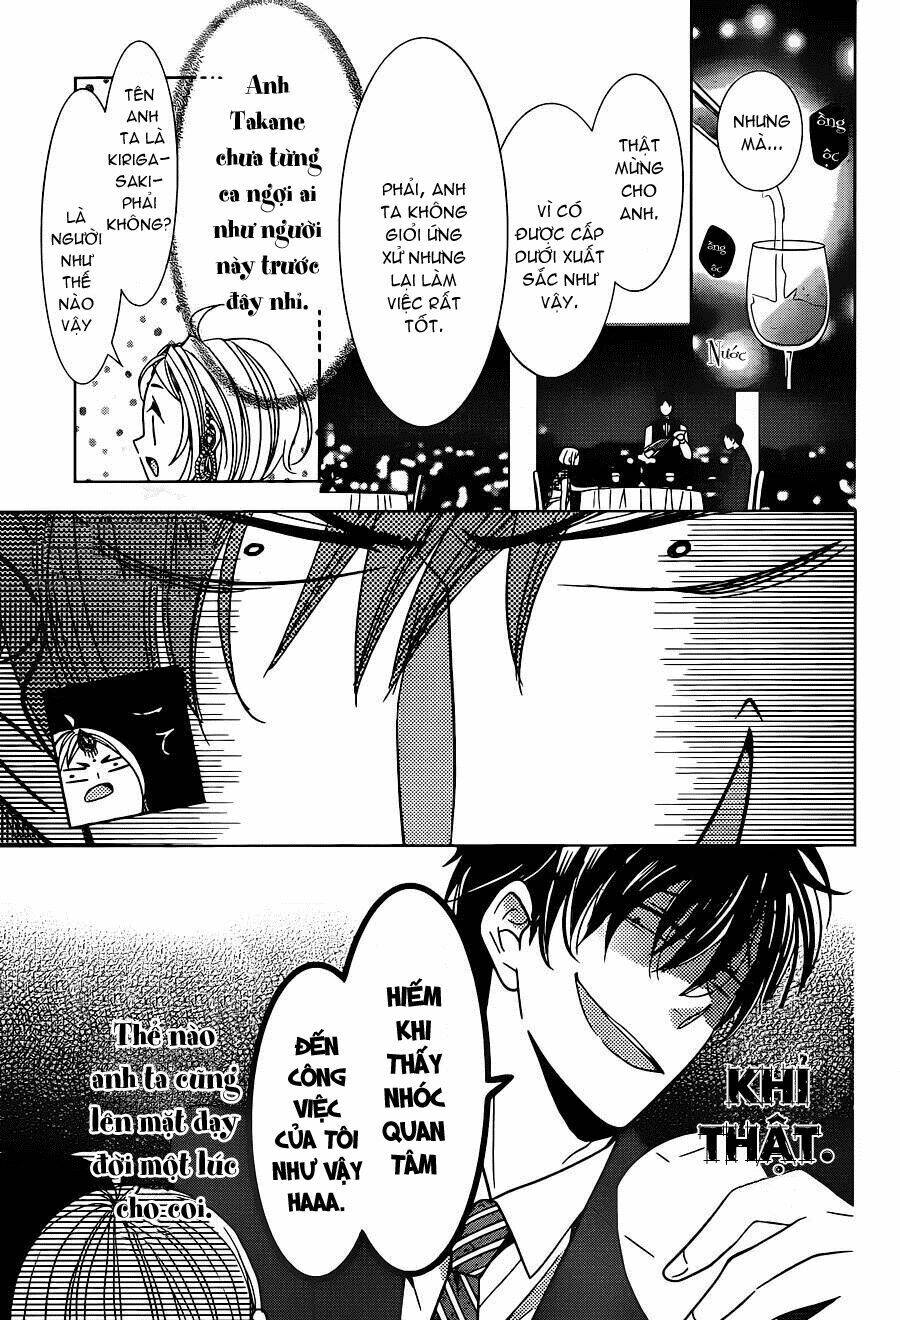 NHƯNG
MÀ...
ồng
ộc
ồng
ộc
Nước
THẬT
MỪNG
CHO
ANH.
VÌ CÓ
ĐƯỢC CẤP
DƯỚI XUẤT
SẮC NHƯ
VẬY.
PHẢI, ANH
TA KHÔNG
GIỎI ỨNG
XỬ NHƯNG
LẠI LÀM
VIỆC RẤT
TỐT.
Anh
Takane
chưa từng
ca ngợi ai
như người
này trước
đây nhỉ.
TÊN
ANH
TA LÀ
KIRIGA-
SAKI-
PHẢI
KHÔNG?
LÀ
NGƯỜI
NHƯ
THẾ
NÀO
VẬY
HIẾM
KHI
THẤY
NHÓC
QUAN
TÂM
ĐẾN
CÔNG
VIỆC
CỦA TÔI
NHƯ VẬY
HAAA.
KHỈ
THẬT.
Thể nào
anh ta cũng
lên mặt dạy
đời một lúc
cho coi.